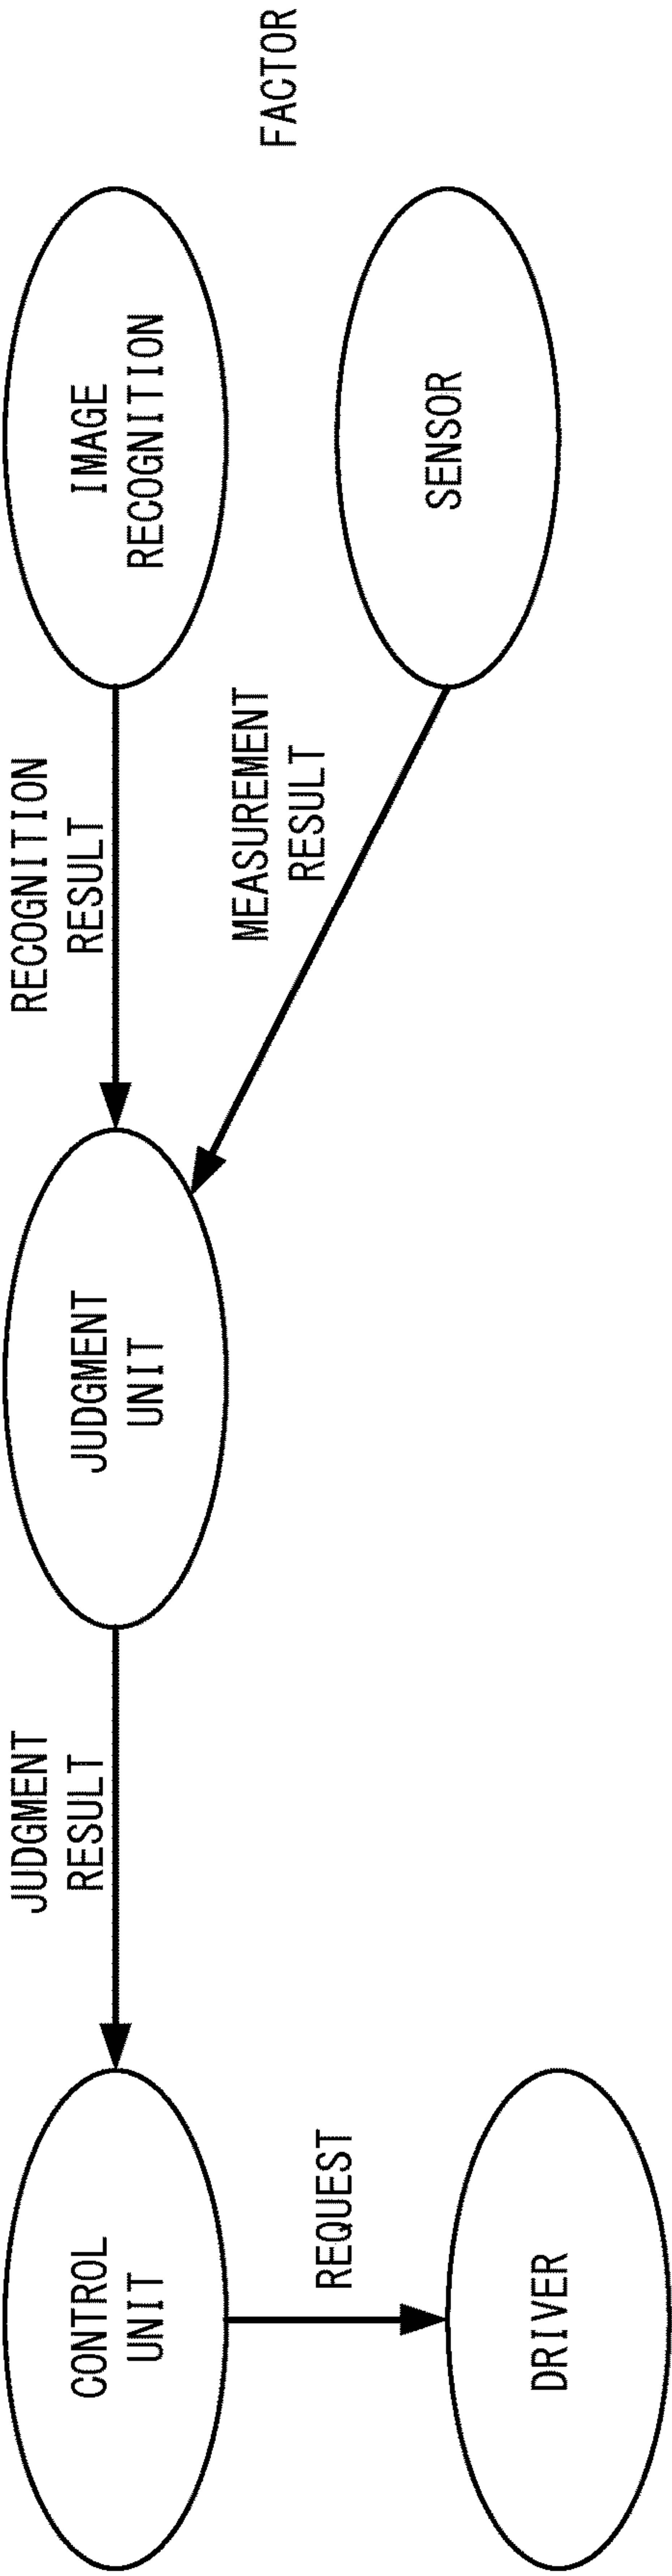 CONTROL
UNIT
JUDGMENT
RESULT
JUDGMENT
UNIT
RECOGNITION
RESULT
IMAGE
RECOGNITION
REQUEST
MEASUREMENT
RESULT
FACTOR
DRIVER
SENSOR